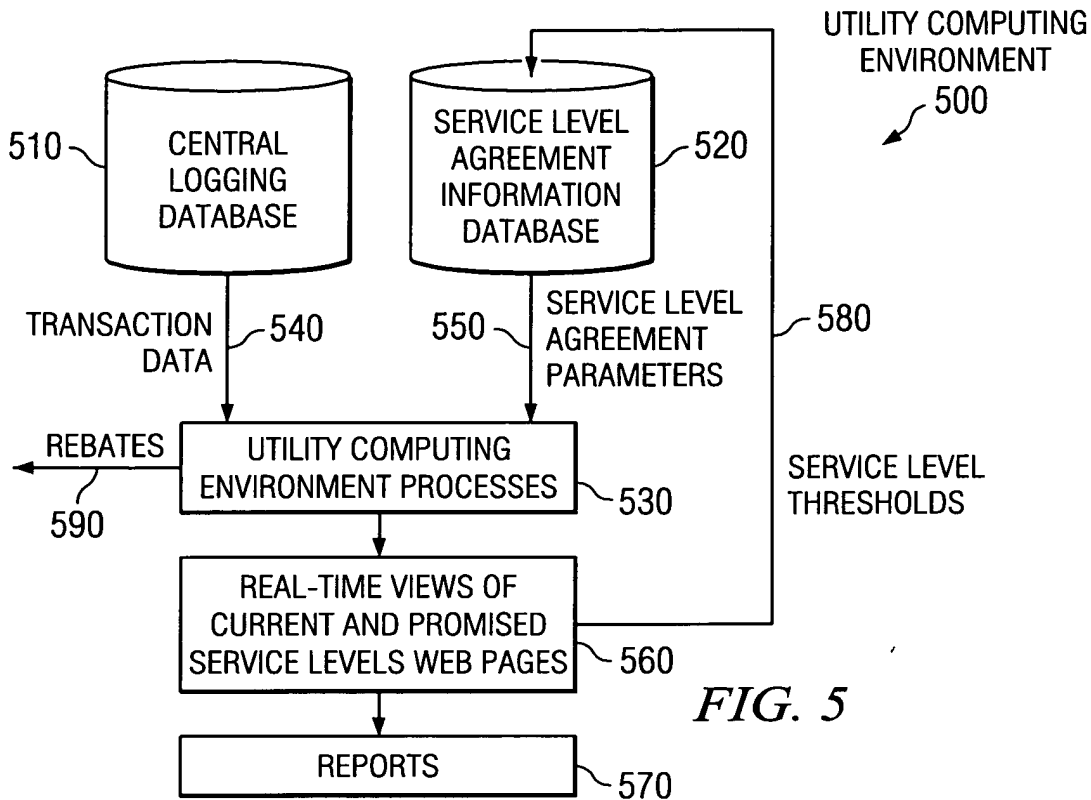 UTILITY COMPUTING
ENVIRONMENT
500
510
CENTRAL
LOGGING
DATABASE
SERVICE LEVEL
AGREEMENT
INFORMATION
DATABASE
520
TRANSACTION
DATA
540
550
SERVICE LEVEL
AGREEMENT
PARAMETERS
580
REBATES
590
UTILITY COMPUTING
ENVIRONMENT PROCESSES
530
SERVICE LEVEL
THRESHOLDS
REAL-TIME VIEWS OF
CURRENT AND PROMISED
SERVICE LEVELS WEB PAGES
560
FIG. 5
REPORTS
570